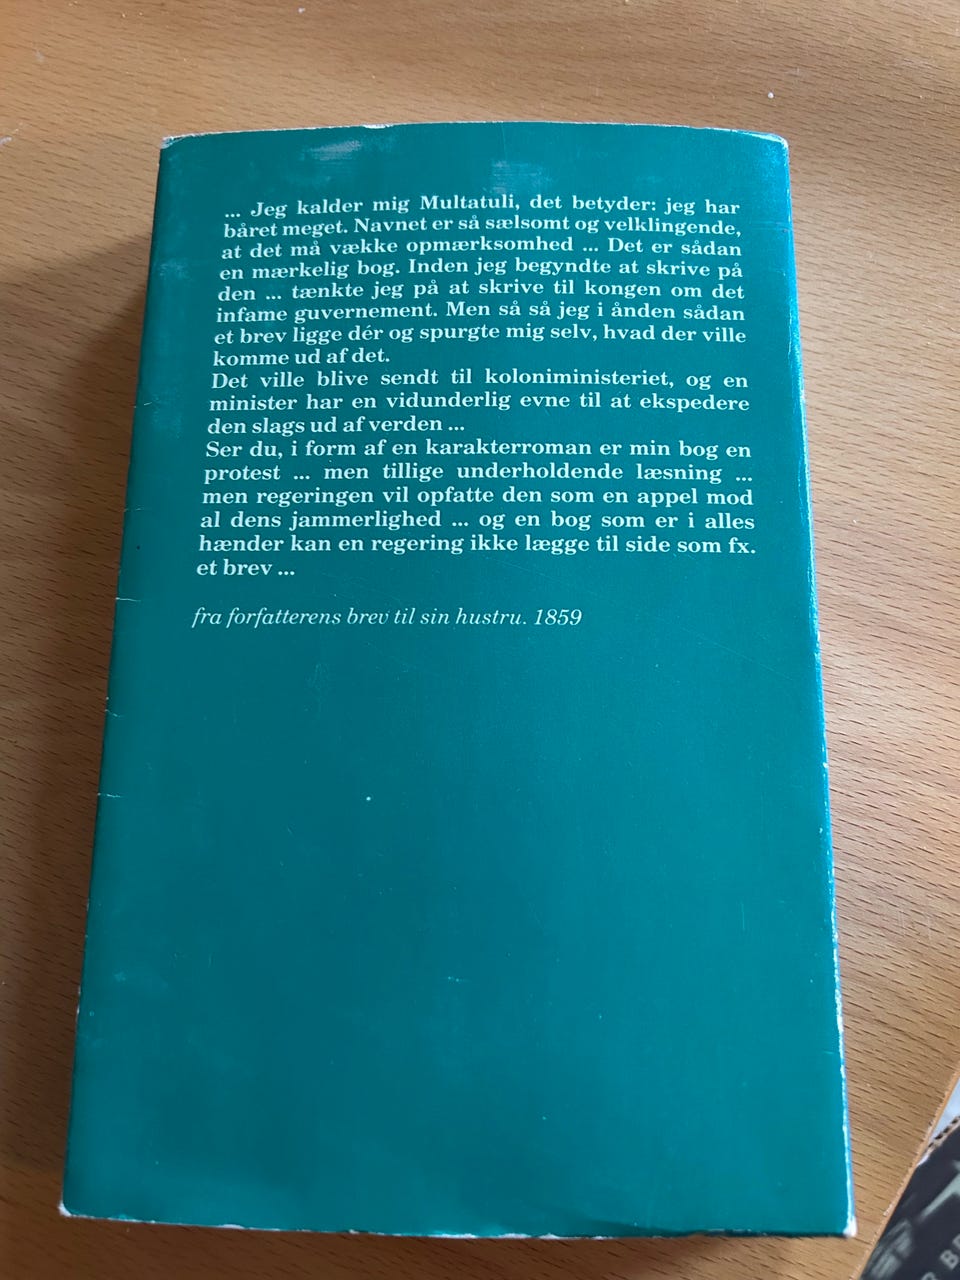 ... Jeg kalder mig Multatuli, det betyder: jeg har
båret meget. Navnet er så sælsomt og velklingende,
at det må vække opmærksomhed ... Det er sådan
en mærkelig bog. Inden jeg begyndte at skrive på
den ... tænkte jeg på at skrive til kongen om det
infame guvernement. Men så så jeg i ånden sådan
et brev ligge dér og spurgte mig selv, hvad der ville
komme ud af det.
Det ville blive sendt til koloniministeriet, og en
minister har en vidunderlig evne til at ekspedere
den slags ud af verden ...
Ser du, i form af en karakterroman er min bog en
protest ... men tillige underholdende læsning ...
men regeringen vil opfatte den som en appel mod
al dens jammerlighed ... og en bog som er i alles
hænder kan en regering ikke lægge til side som fx.
et brev ...
fra forfatterens brev til sin hustru. 1859